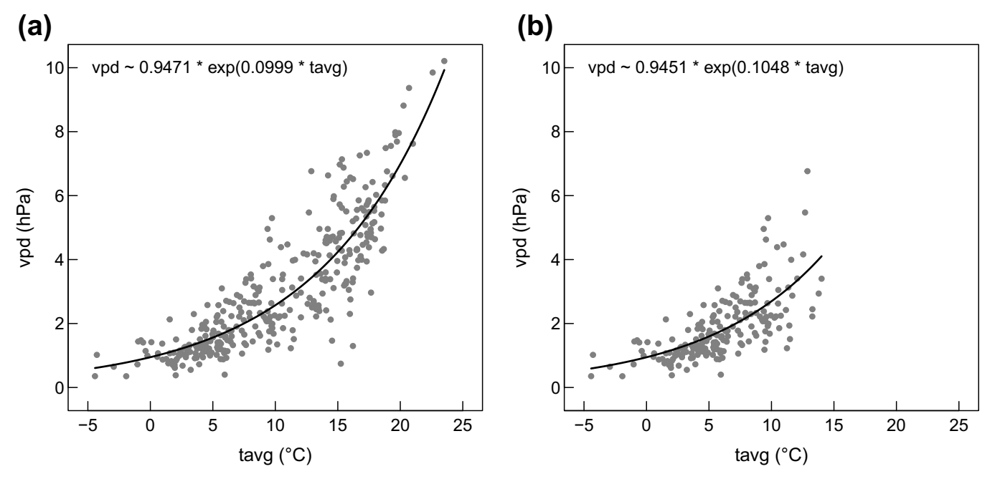 (a)
vpd ~ 0.9471 * exp(0.0999 * tavg)
10
8
6
4
2
0
vpd (hPa)
−5 0 5 10 15 20 25
tavg (°C)
(b)
vpd ~ 0.9451 * exp(0.1048 * tavg)
10
8
6
4
2
0
vpd (hPa)
−5 0 5 10 15 20 25
tavg (°C)